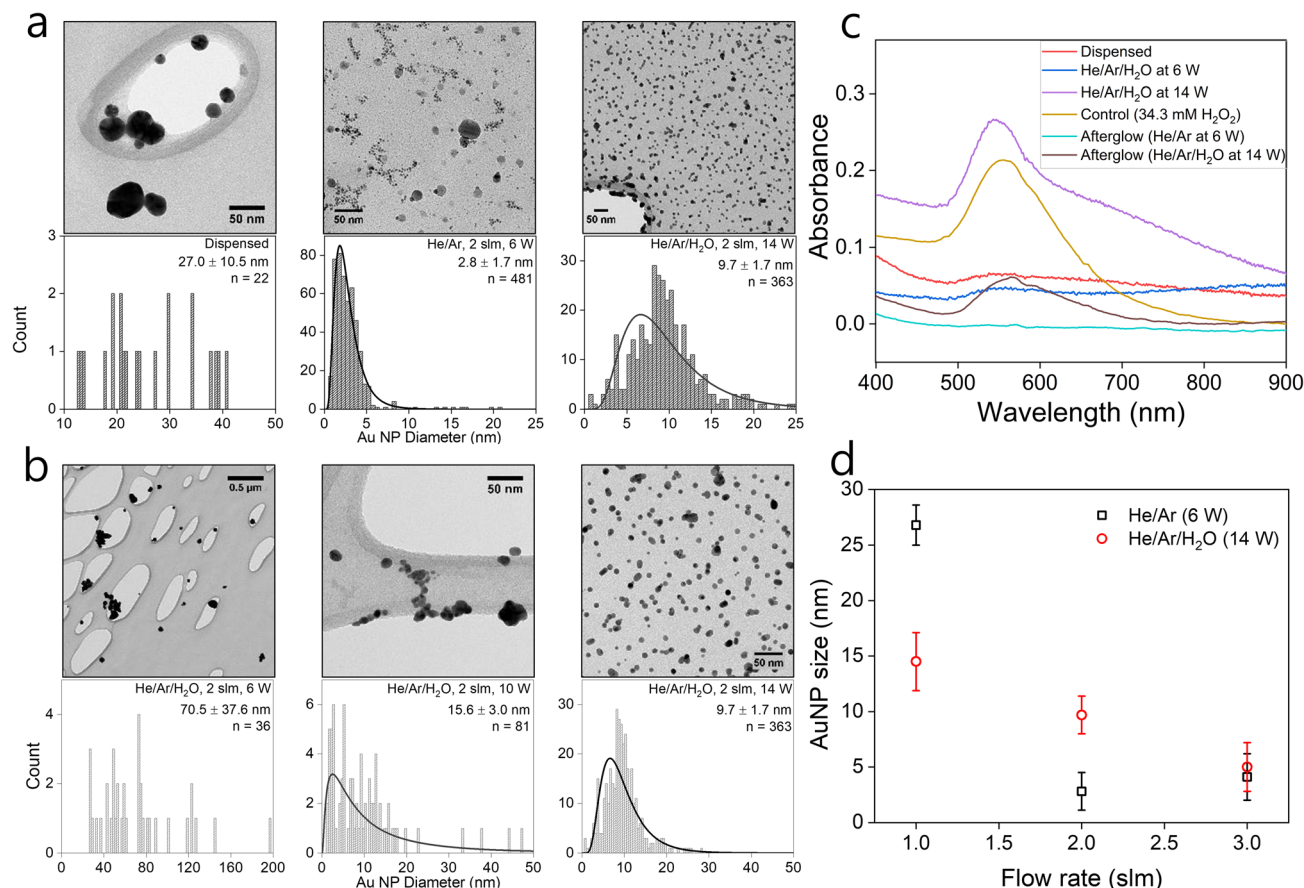 a
50 nm
50 nm
50 nm
Dispensed
27.0 ± 10.5 nm
n = 22
He/Ar, 2 slm, 6 W
2.8 ± 1.7 nm
n = 481
He/Ar/H₂O, 2 slm, 14 W
9.7 ± 1.7 nm
n = 363
Count
3
2
1
0
80
60
40
20
0
30
20
10
0
10 20 30 40 50
0 5 10 15 20 25
0 5 10 15 20 25
Au NP Diameter (nm)
b
0.5 μm
50 nm
50 nm
He/Ar/H₂O, 2 slm, 6 W
70.5 ± 37.6 nm
n = 36
He/Ar/H₂O, 2 slm, 10 W
15.6 ± 3.0 nm
n = 81
He/Ar/H₂O, 2 slm, 14 W
9.7 ± 1.7 nm
n = 363
Count
4
2
0
6
4
2
0
30
20
10
0
0 40 80 120 160 200
0 10 20 30 40 50
0 10 20 30 40 50
Au NP Diameter (nm)
c
Dispensed
He/Ar/H₂O at 6 W
He/Ar/H₂O at 14 W
Control (34.3 mM H₂O₂)
Afterglow (He/Ar at 6 W)
Afterglow (He/Ar/H₂O at 14 W)
Absorbance
0.3
0.2
0.1
0.0
400 500 600 700 800 900
Wavelength (nm)
d
He/Ar (6 W)
He/Ar/H₂O (14 W)
AuNP size (nm)
30
25
20
15
10
5
0
1.0 1.5 2.0 2.5 3.0
Flow rate (slm)